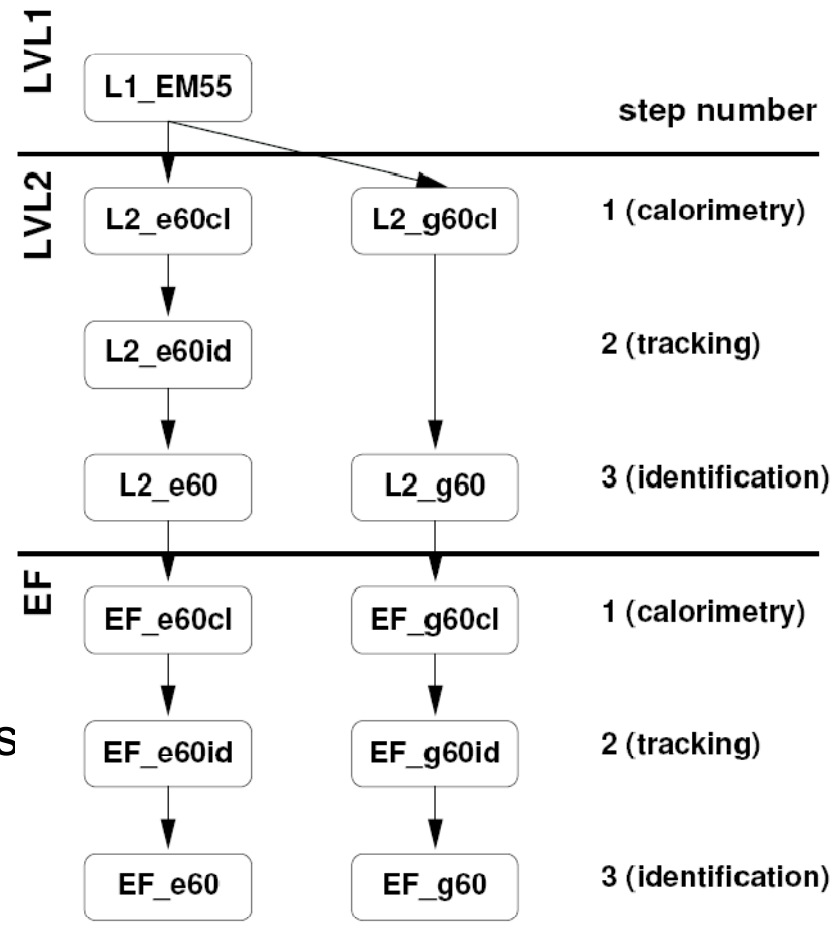 LVL1
L1_EM55
step number
LVL2
L2_e60cl
L2_g60cl
1 (calorimetry)
L2_e60id
2 (tracking)
L2_e60
L2_g60
3 (identification)
EF
EF_e60cl
EF_g60cl
1 (calorimetry)
s
EF_e60id
EF_g60id
2 (tracking)
EF_e60
EF_g60
3 (identification)